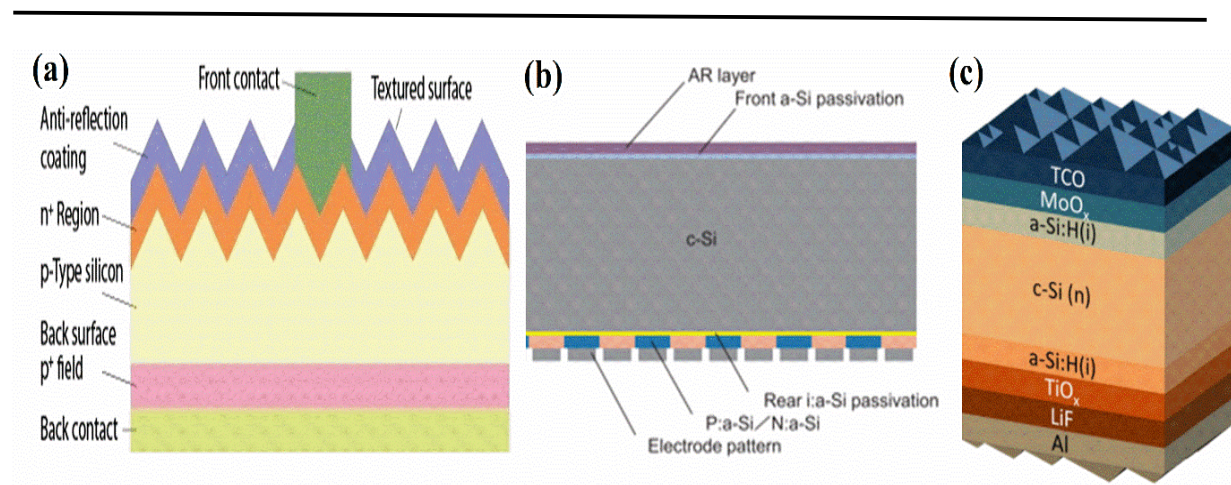 (a)
Front contact
Textured surface
Anti-reflection
coating
n⁺ Region
p-Type silicon
Back surface
p⁺ field
Back contact
(b)
AR layer
Front a-Si passivation
c-Si
Rear i:a-Si passivation
P:a-Si/N:a-Si
Electrode pattern
(c)
TCO
MoOₓ
a-Si:H(i)
c-Si (n)
a-Si:H(i)
TiOₓ
LiF
Al